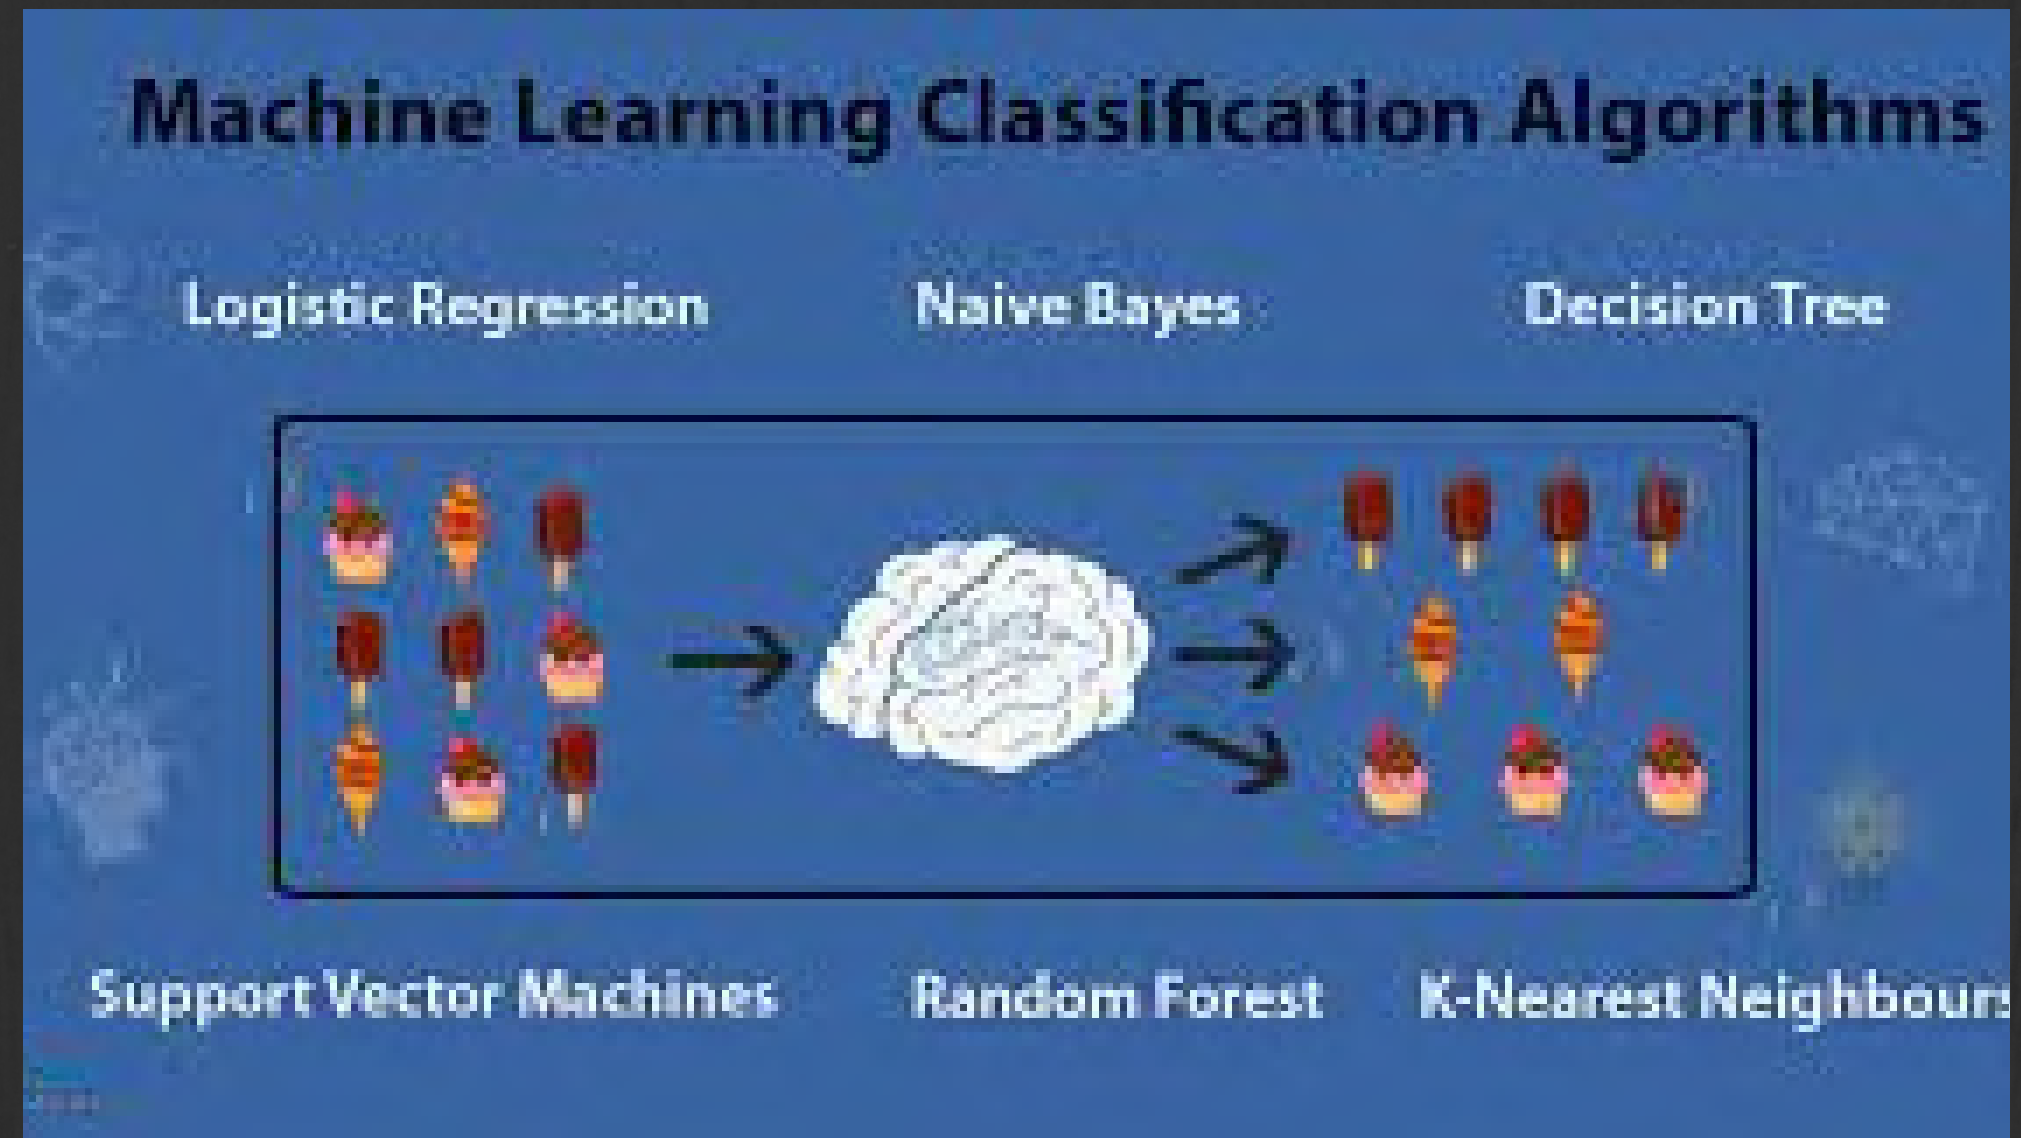 Machine Learning Classification Algorithms
Logistic Regression Naive Bayes Decision Tree
Support Vector Machines Random Forest K-Nearest Neighbours